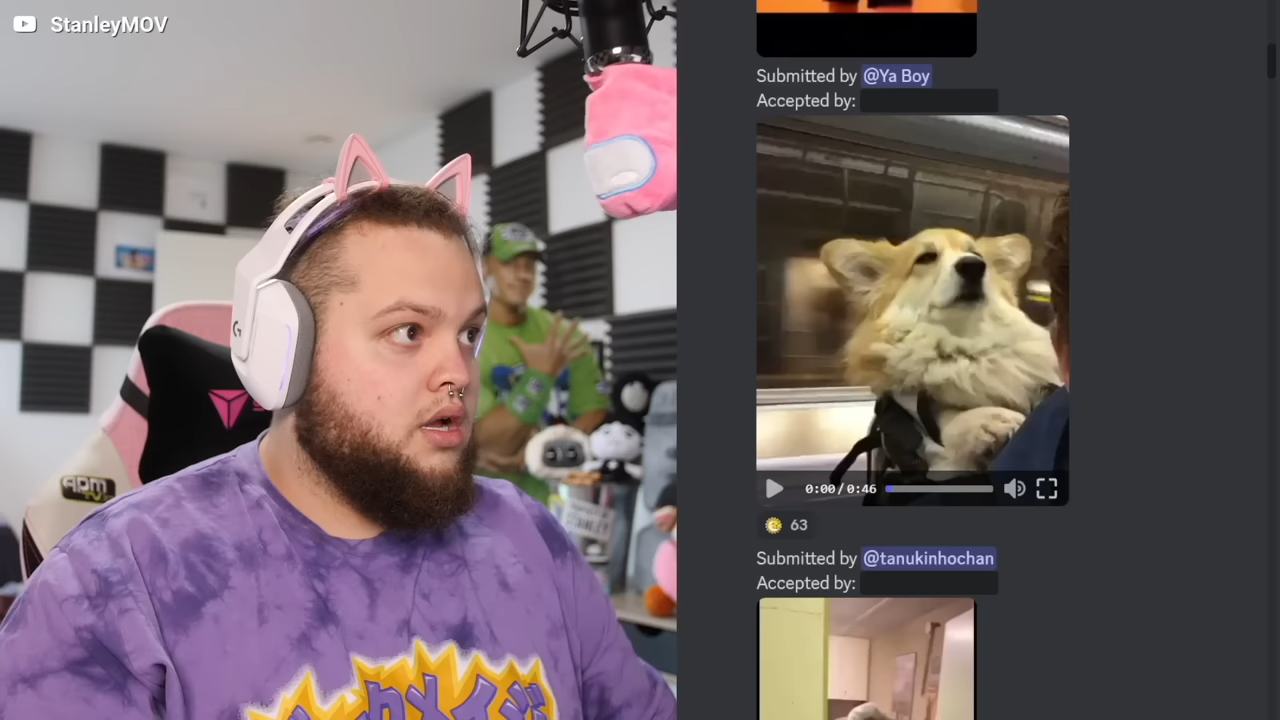 StanleyMOV
Submitted by @Ya Boy
Accepted by:
0:00/0:46
63
Submitted by @tanukinhochan
Accepted by: